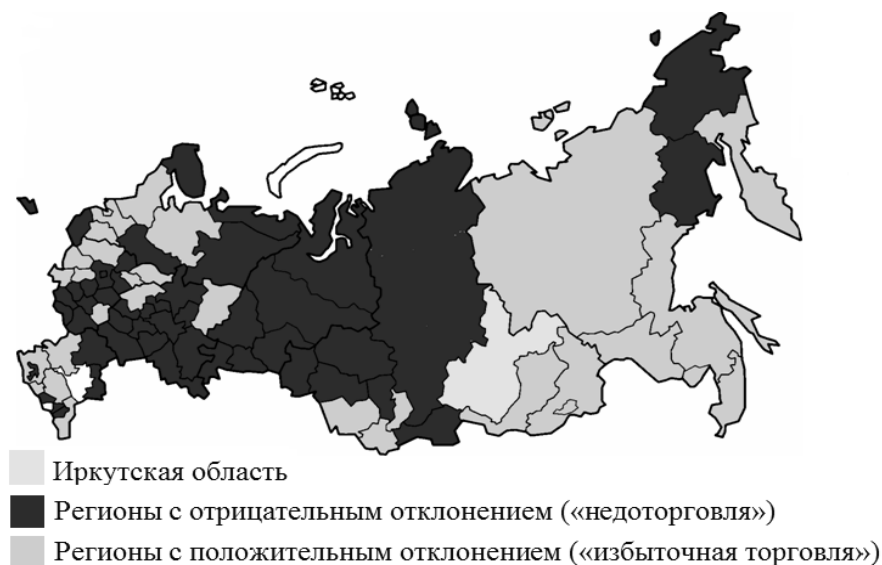 Иркутская область
Регионы с отрицательным отклонением («недоторговля»)
Регионы с положительным отклонением («избыточная торговля»)